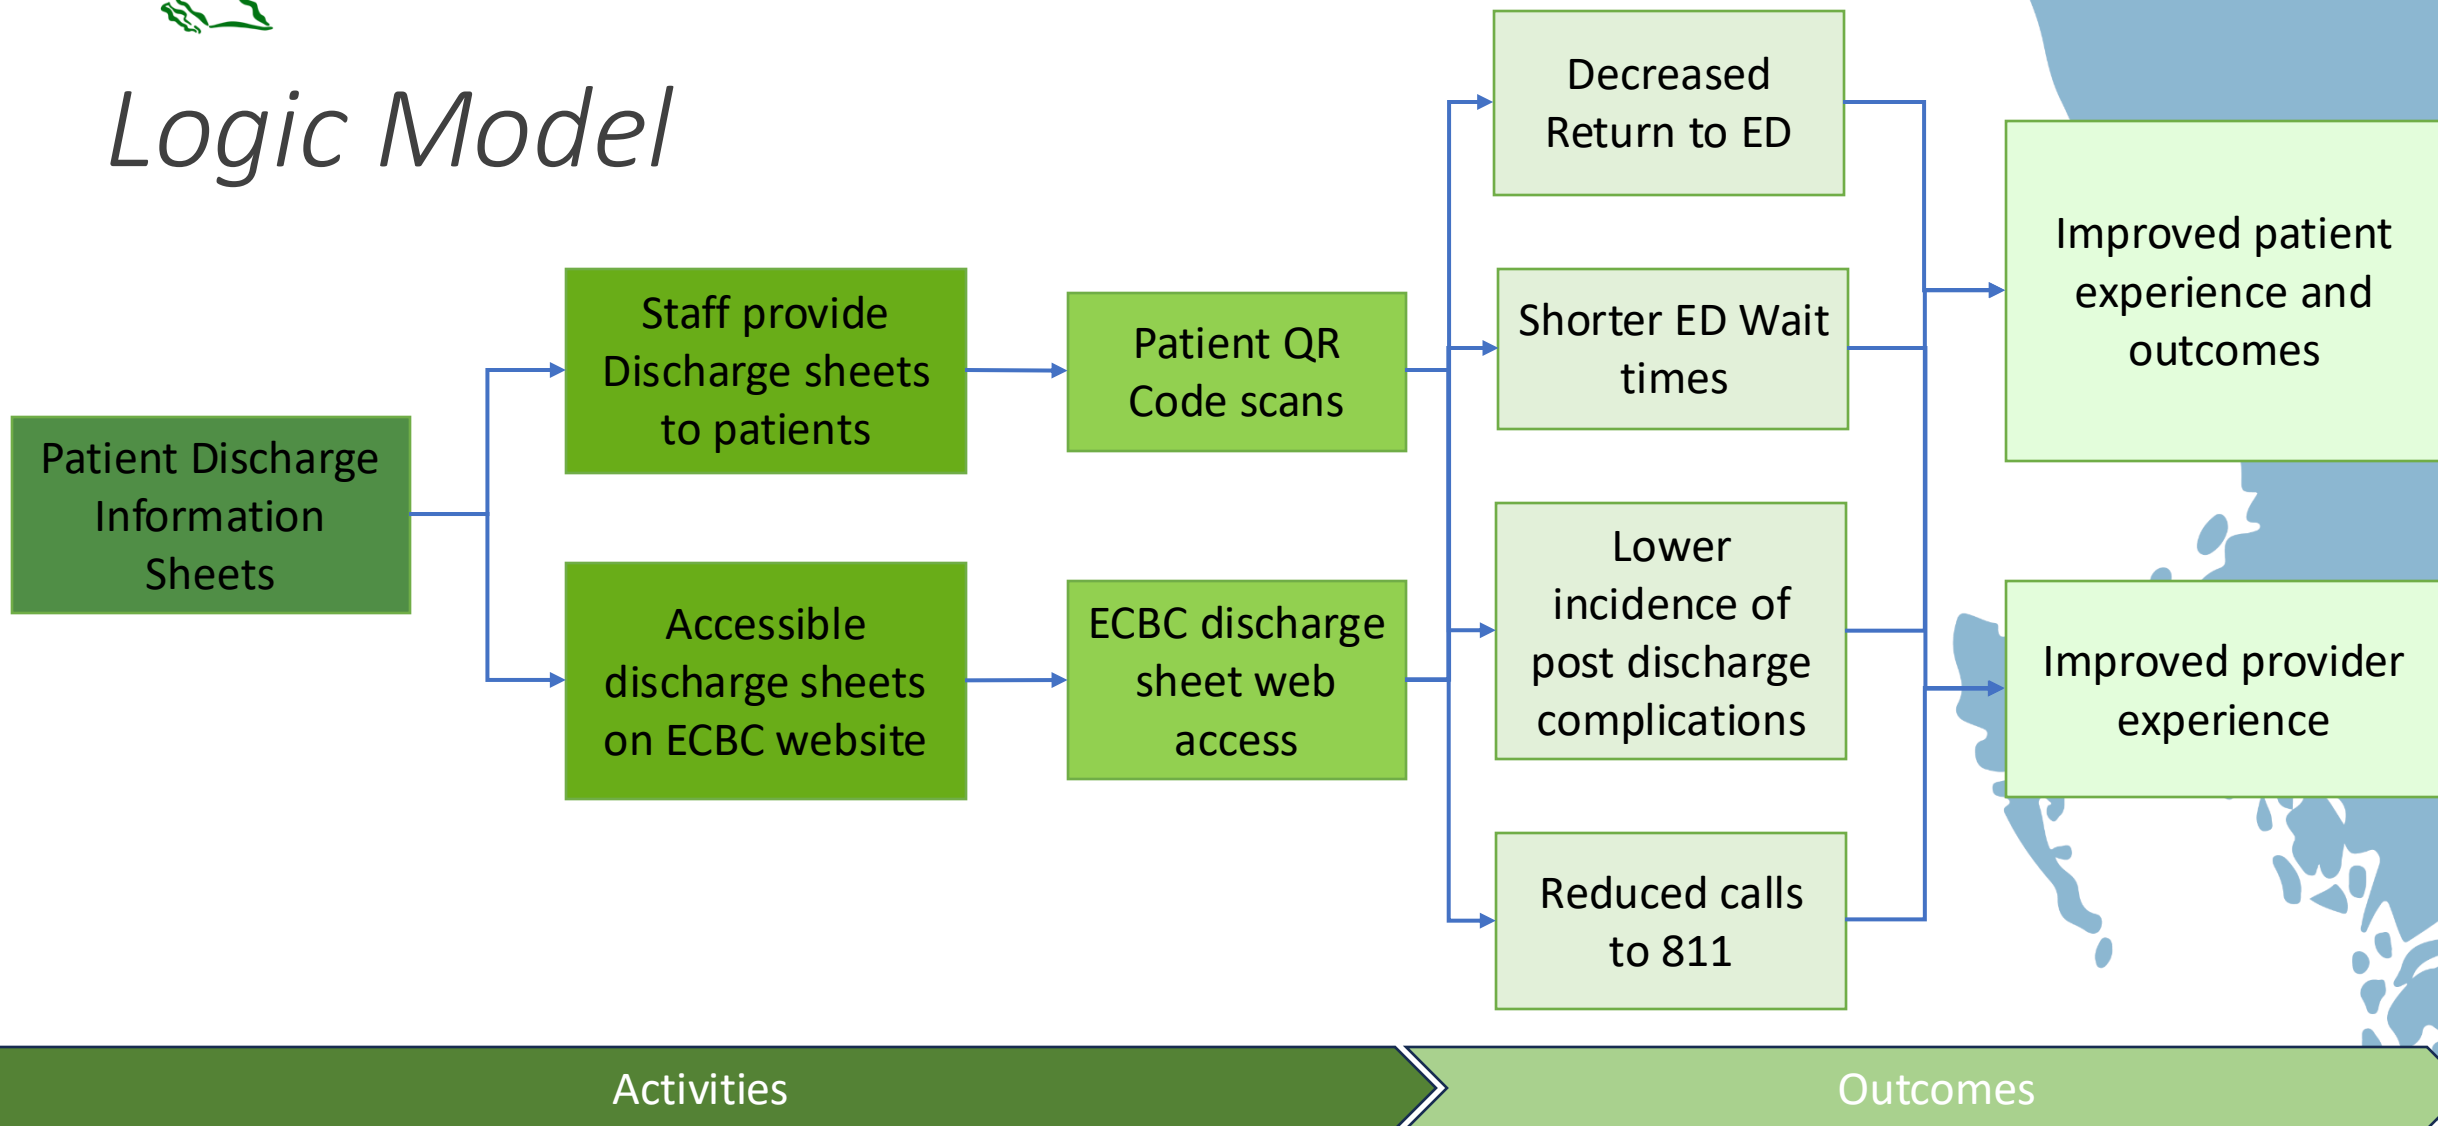 Logic Model
Patient Discharge
Information
Sheets
Staff provide
Discharge sheets
to patients
Accessible
discharge sheets
on ECBC website
Patient QR
Code scans
ECBC discharge
sheet web
access
Decreased
Return to ED
Shorter ED Wait
times
Lower
incidence of
post discharge
complications
Reduced calls
to 811
Improved patient
experience and
outcomes
Improved provider
experience
Activities
Outcomes